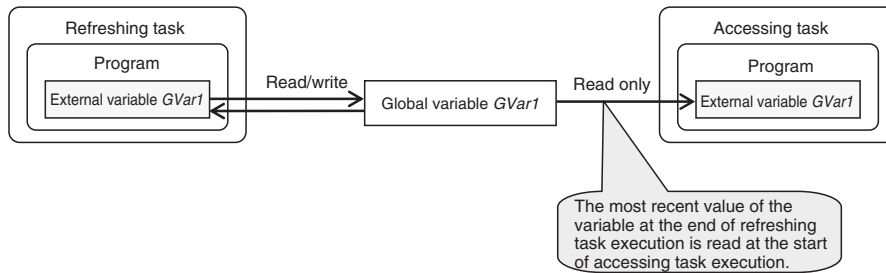 Refreshing task
Program
External variable GVar1
Read/write
Global variable GVar1
Read only
Accessing task
Program
External variable GVar1
The most recent value of the
variable at the end of refreshing
task execution is read at the start
of accessing task execution.